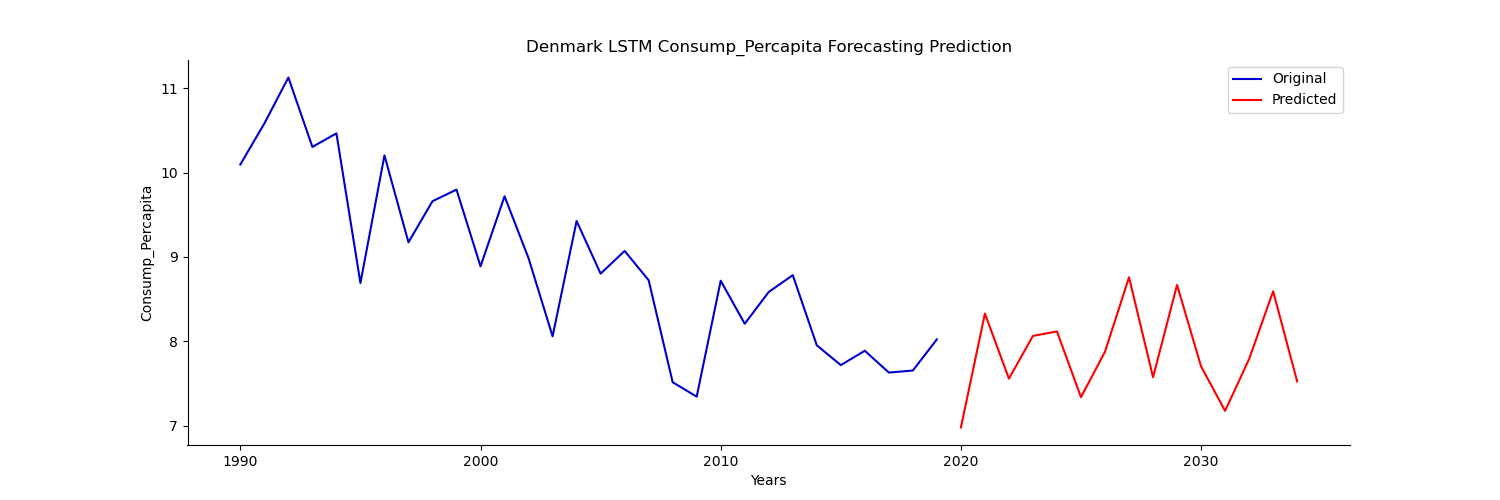 Denmark LSTM Consump_Percapita Forecasting Prediction
Original
Predicted
Consump_Percapita
11
10
9
8
7
1990 2000 2010 2020 2030
Years